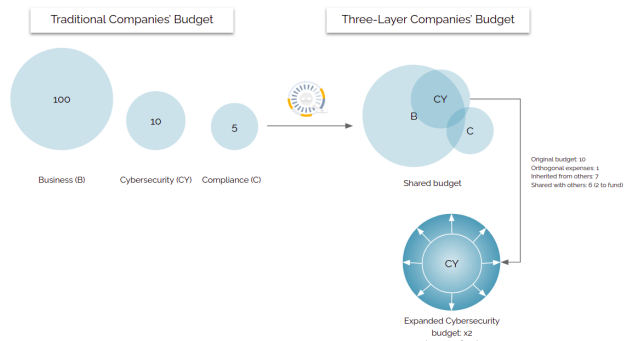 Traditional Companies' Budget
Three-Layer Companies' Budget
100
10
5
Business (B)
Cybersecurity (CY)
Compliance (C)
CY
B
C
Shared budget
Original budget: 10
Orthogonal expenses: 1
Inherited from others: 7
Shared with others: 6 (2 to fund)
CY
Expanded Cybersecurity
budget: x2